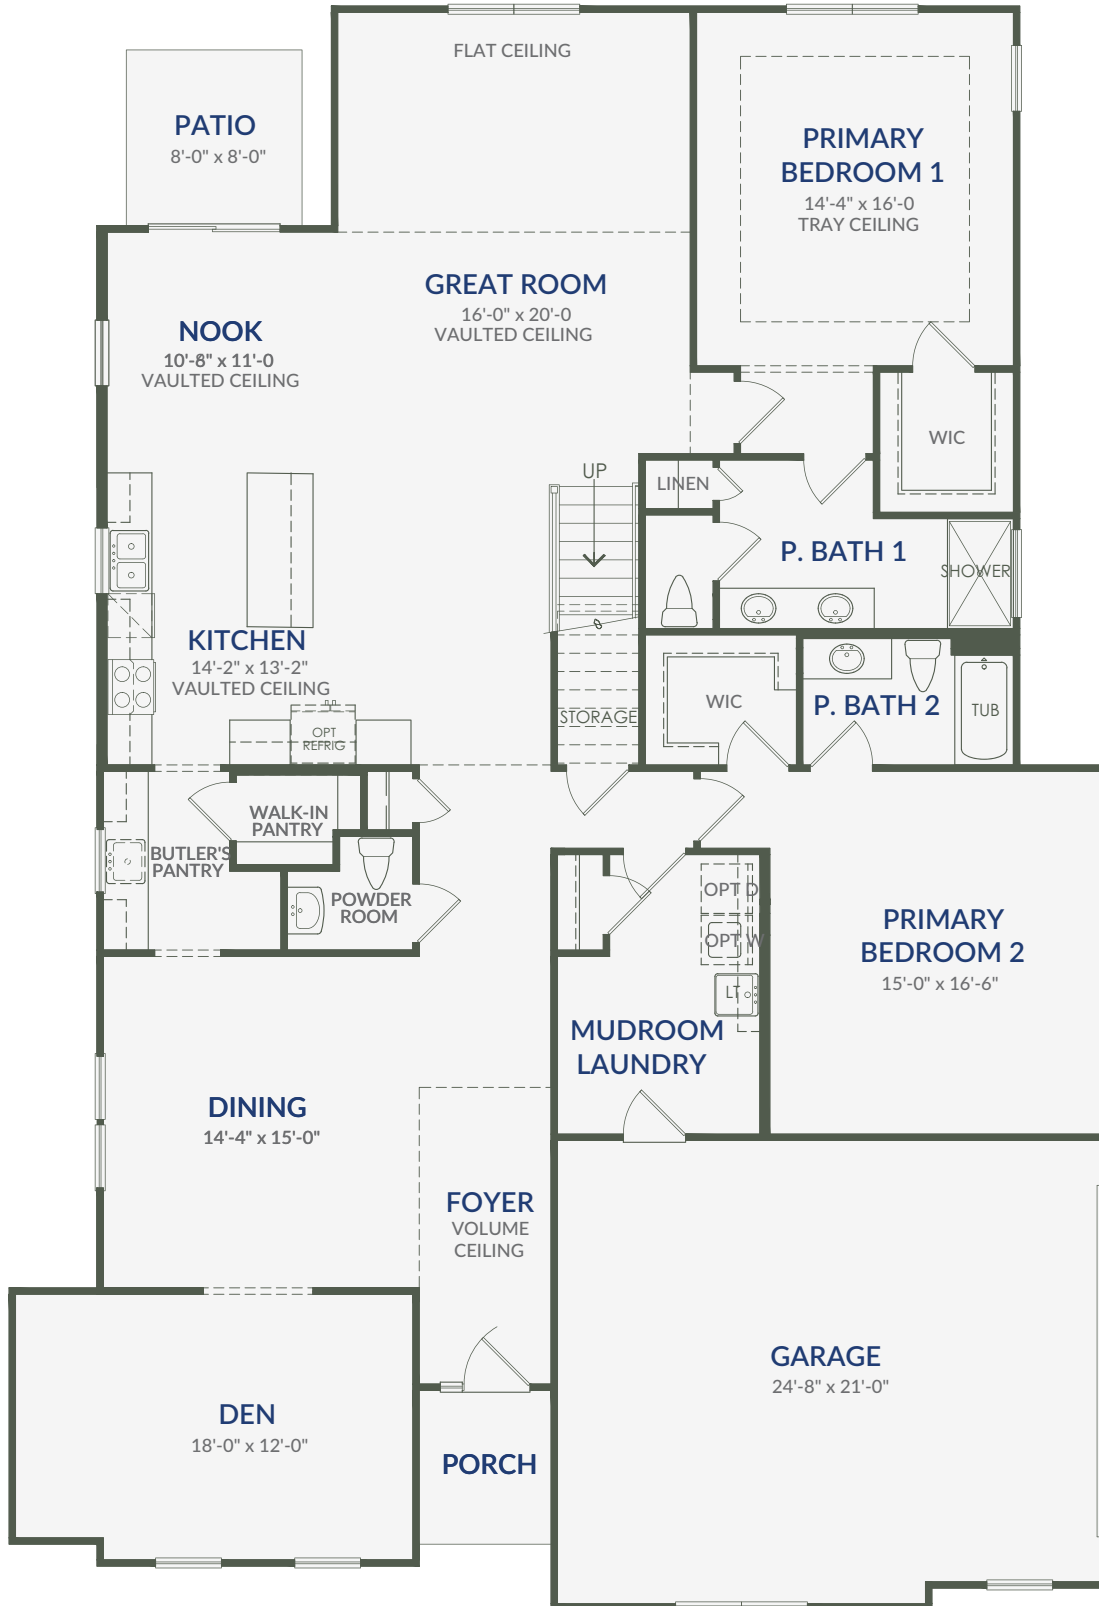 FLAT CEILING
PATIO
8'-0" x 8'-0"
PRIMARY
BEDROOM 1
14'-4" x 16'-0
TRAY CEILING
GREAT ROOM
16'-0" x 20'-0
VAULTED CEILING
NOOK
10'-8" x 11'-0
VAULTED CEILING
WIC
UP
LINEN
P. BATH 1
SHOWER
KITCHEN
14'-2" x 13'-2"
VAULTED CEILING
OPT
REFRIG
STORAGE
WIC
P. BATH 2
TUB
WALK-IN
PANTRY
BUTLER'S
PANTRY
POWDER
ROOM
OPT D
OPT W
LT
PRIMARY
BEDROOM 2
15'-0" x 16'-6"
MUDROOM
LAUNDRY
DINING
14'-4" x 15'-0"
FOYER
VOLUME
CEILING
GARAGE
24'-8" x 21'-0"
DEN
18'-0" x 12'-0"
PORCH